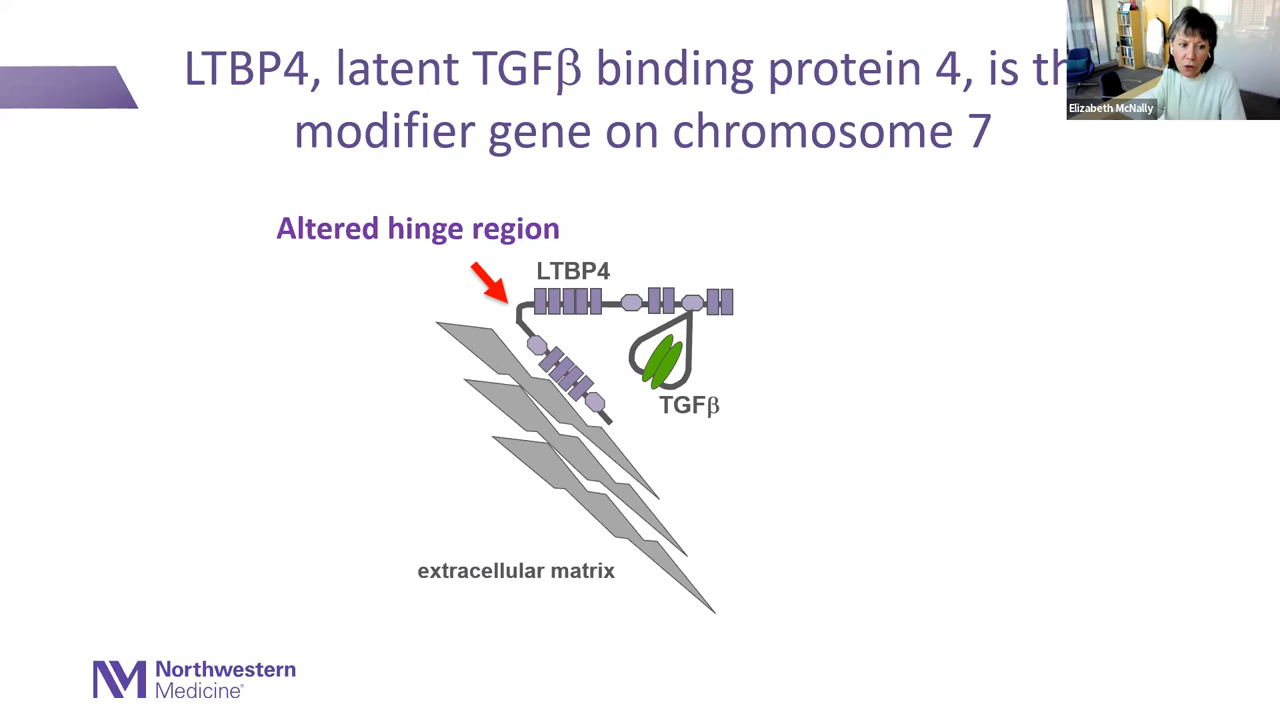 LTBP4, latent TGFβ binding protein 4, is th
modifier gene on chromosome 7
Elizabeth McNally
Altered hinge region
LTBP4
TGFβ
extracellular matrix
NM Northwestern
Medicine®